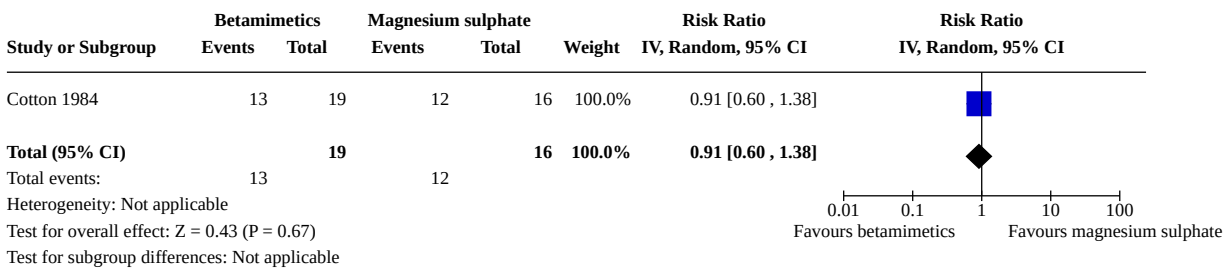 Betamimetics Magnesium sulphate Risk Ratio Risk Ratio
Study or Subgroup Events Total Events Total Weight IV, Random, 95% CI IV, Random, 95% CI
Cotton 1984 13 19 12 16 100.0% 0.91 [0.60 , 1.38]
Total (95% CI) 19 16 100.0% 0.91 [0.60 , 1.38]
Total events: 13 12
Heterogeneity: Not applicable 0.01 0.1 1 10 100
Test for overall effect: Z = 0.43 (P = 0.67) Favours betamimetics Favours magnesium sulphate
Test for subgroup differences: Not applicable